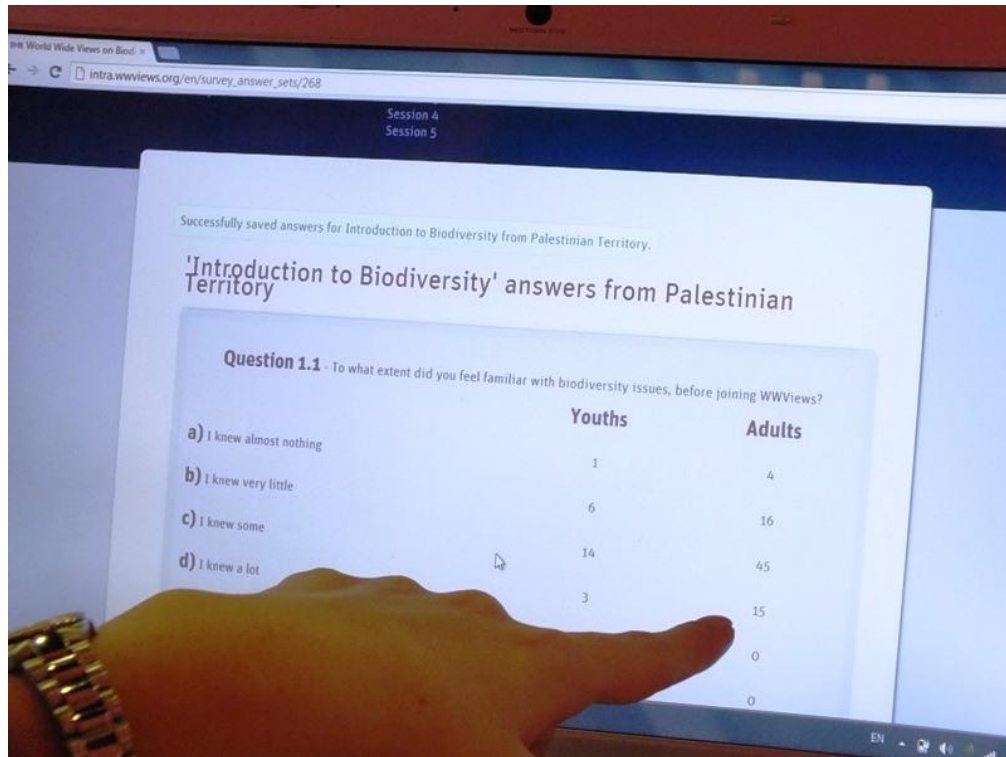 World Wide Views on Biod
intra.wwviews.org/en/survey_answer_sets/268
Session 4
Session 5
Successfully saved answers for Introduction to Biodiversity from Palestinian Territory.
'Introduction to Biodiversity' answers from Palestinian
Territory
Question 1.1 - To what extent did you feel familiar with biodiversity issues, before joining WWViews?
Youths Adults
a) I knew almost nothing 1 4
b) I knew very little 6 16
c) I knew some 14 45
d) I knew a lot 3 15
0
0
EN